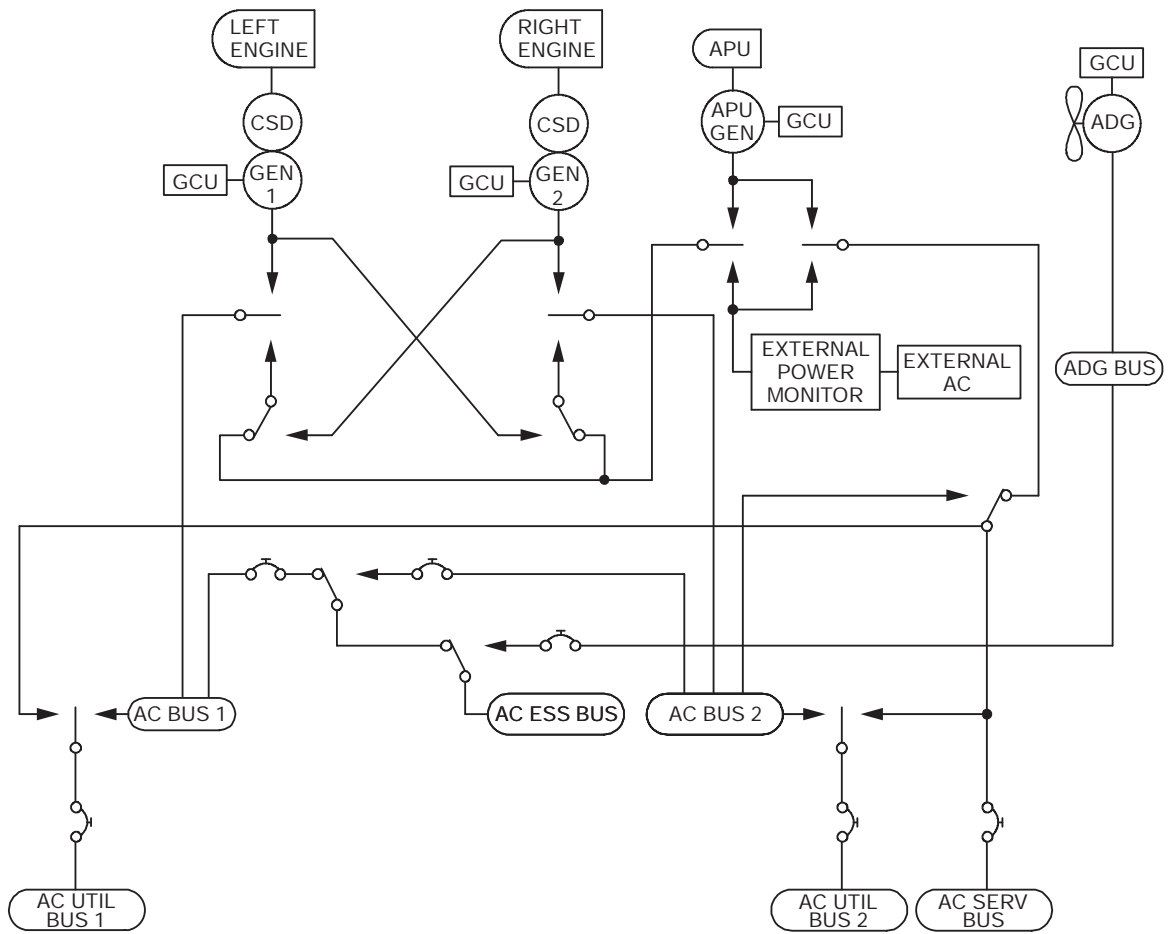 LEFT
ENGINE
RIGHT
ENGINE
APU
GCU
CSD
CSD
APU
GEN
GCU
ADG
GCU
GEN
1
GCU
GEN
2
EXTERNAL
POWER
MONITOR
EXTERNAL
AC
ADG BUS
AC BUS 1
AC ESS BUS
AC BUS 2
AC UTIL
BUS 1
AC UTIL
BUS 2
AC SERV
BUS